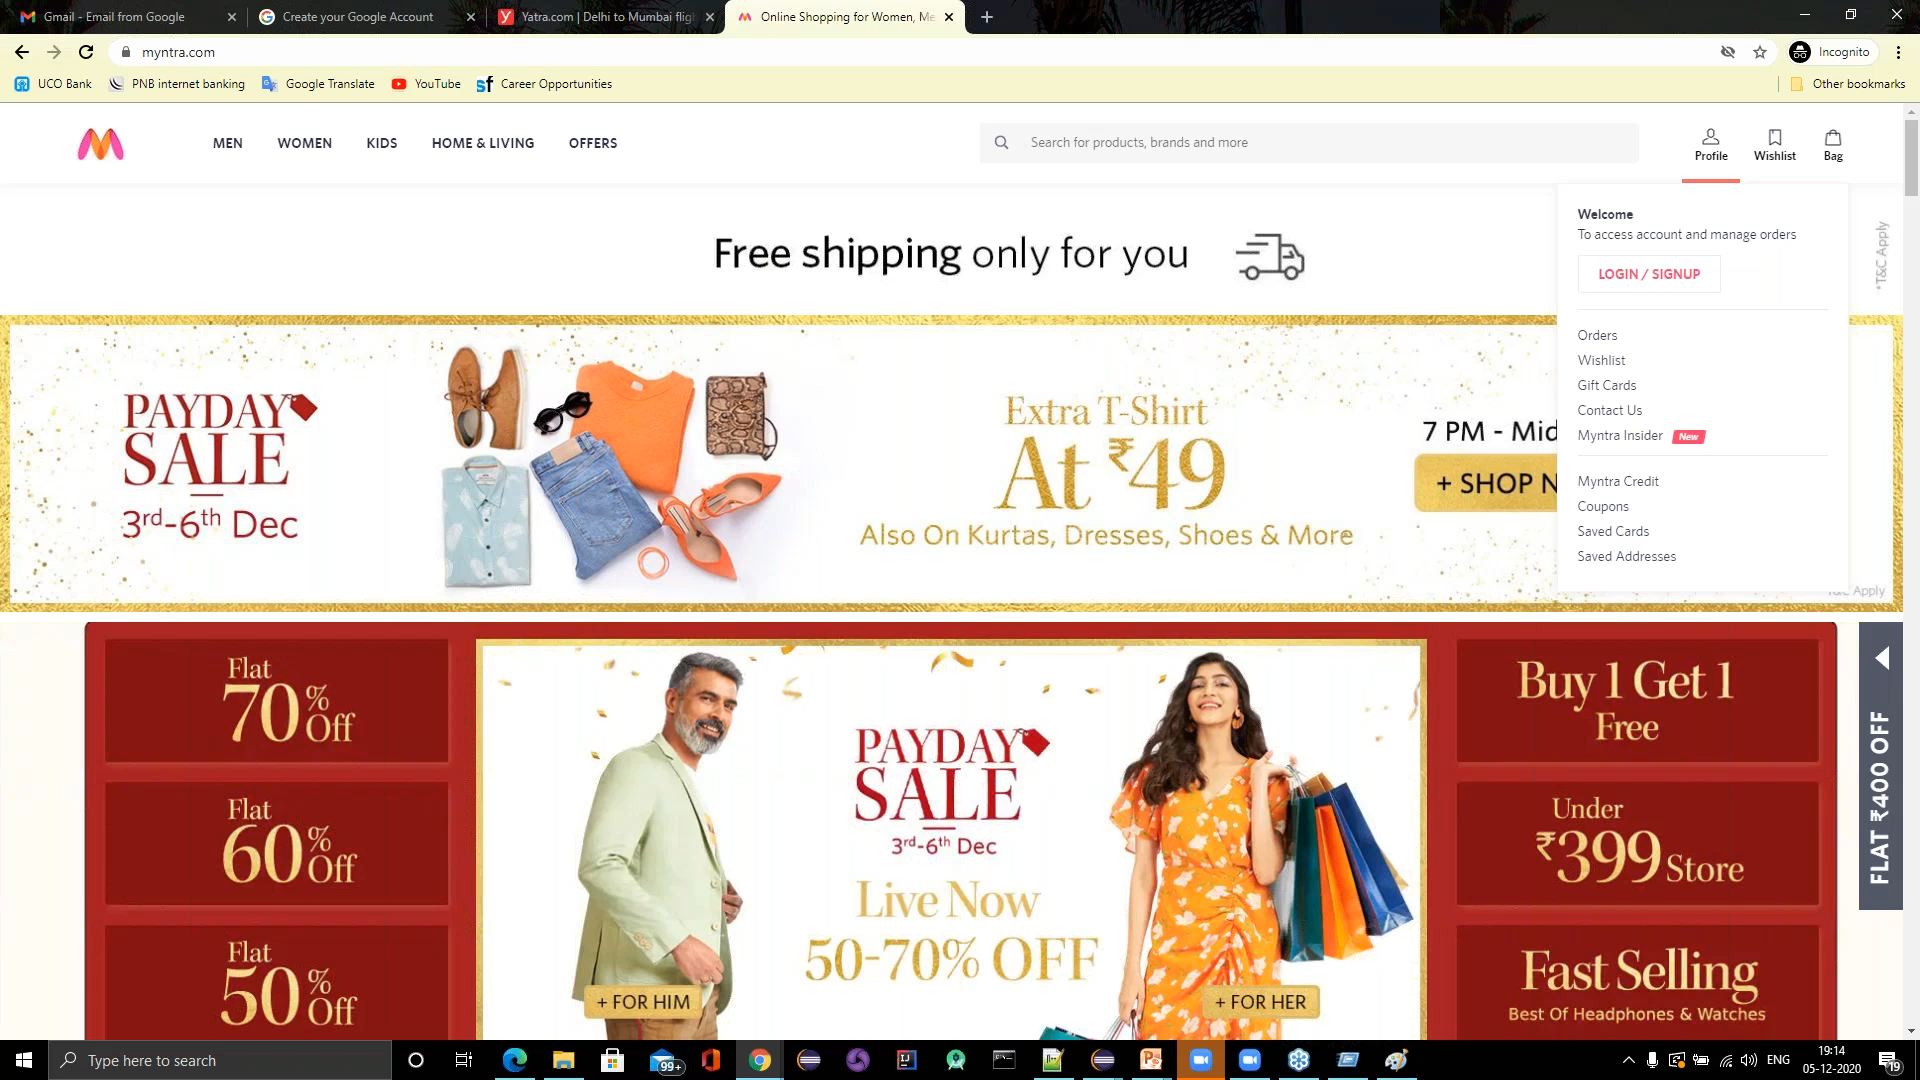 Gmail - Email from Google
Create your Google Account
Yatra.com | Delhi to Mumbai fligh
Online Shopping for Women, Me
myntra.com
Incognito
UCO Bank
PNB internet banking
Google Translate
YouTube
Career Opportunities
Other bookmarks
MEN
WOMEN
KIDS
HOME & LIVING
OFFERS
Search for products, brands and more
Profile
Wishlist
Bag
Free shipping only for you
*T&C Apply
Welcome
To access account and manage orders
LOGIN / SIGNUP
Orders
Wishlist
Gift Cards
Contact Us
Myntra Insider New
Myntra Credit
Coupons
Saved Cards
Saved Addresses
PAYDAY
SALE
3rd-6th Dec
Extra T-Shirt
At ₹49
Also On Kurtas, Dresses, Shoes & More
7 PM - Mid
+ SHOP N
T&C Apply
Flat
70% Off
Flat
60% Off
Flat
50% Off
PAYDAY
SALE
3rd-6th Dec
Live Now
50-70% OFF
+ FOR HIM
+ FOR HER
Buy 1 Get 1
Free
Under
₹399 Store
Fast Selling
Best Of Headphones & Watches
FLAT ₹400 OFF
Type here to search
99+
ENG
19:14
05-12-2020
19